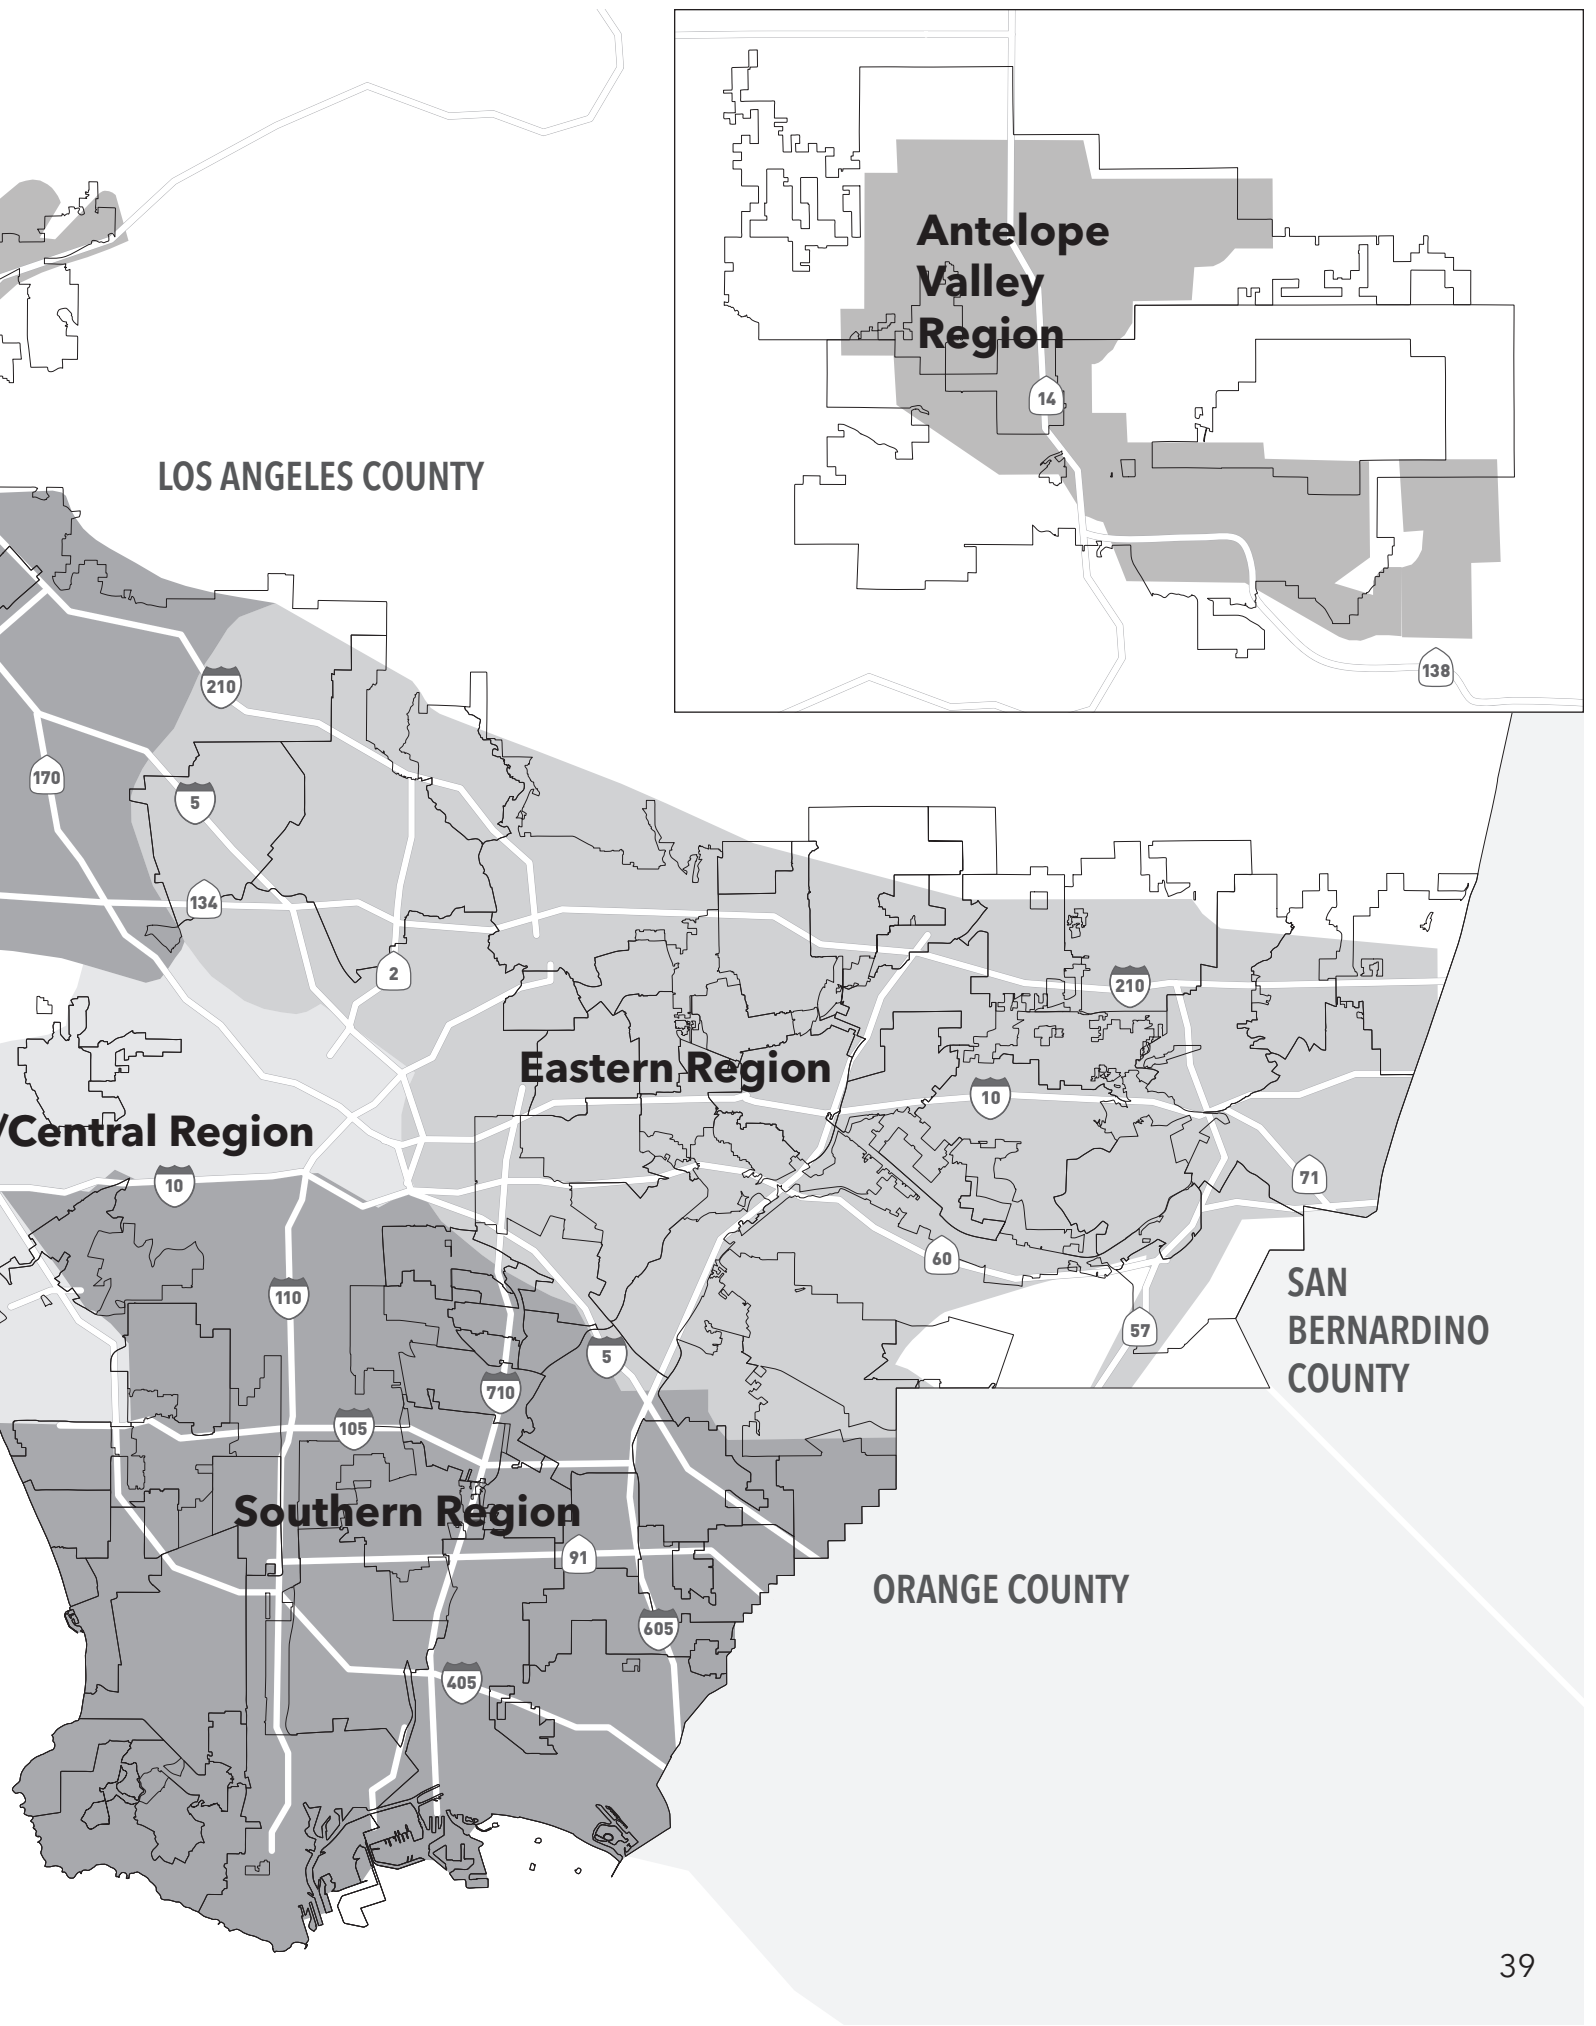 Antelope
Valley
Region
14
138
LOS ANGELES COUNTY
210
170
5
134
2
210
Eastern Region
10
/Central Region
10
71
60
110
SAN
BERNARDINO
COUNTY
57
5
710
105
Southern Region
91
ORANGE COUNTY
605
405
39